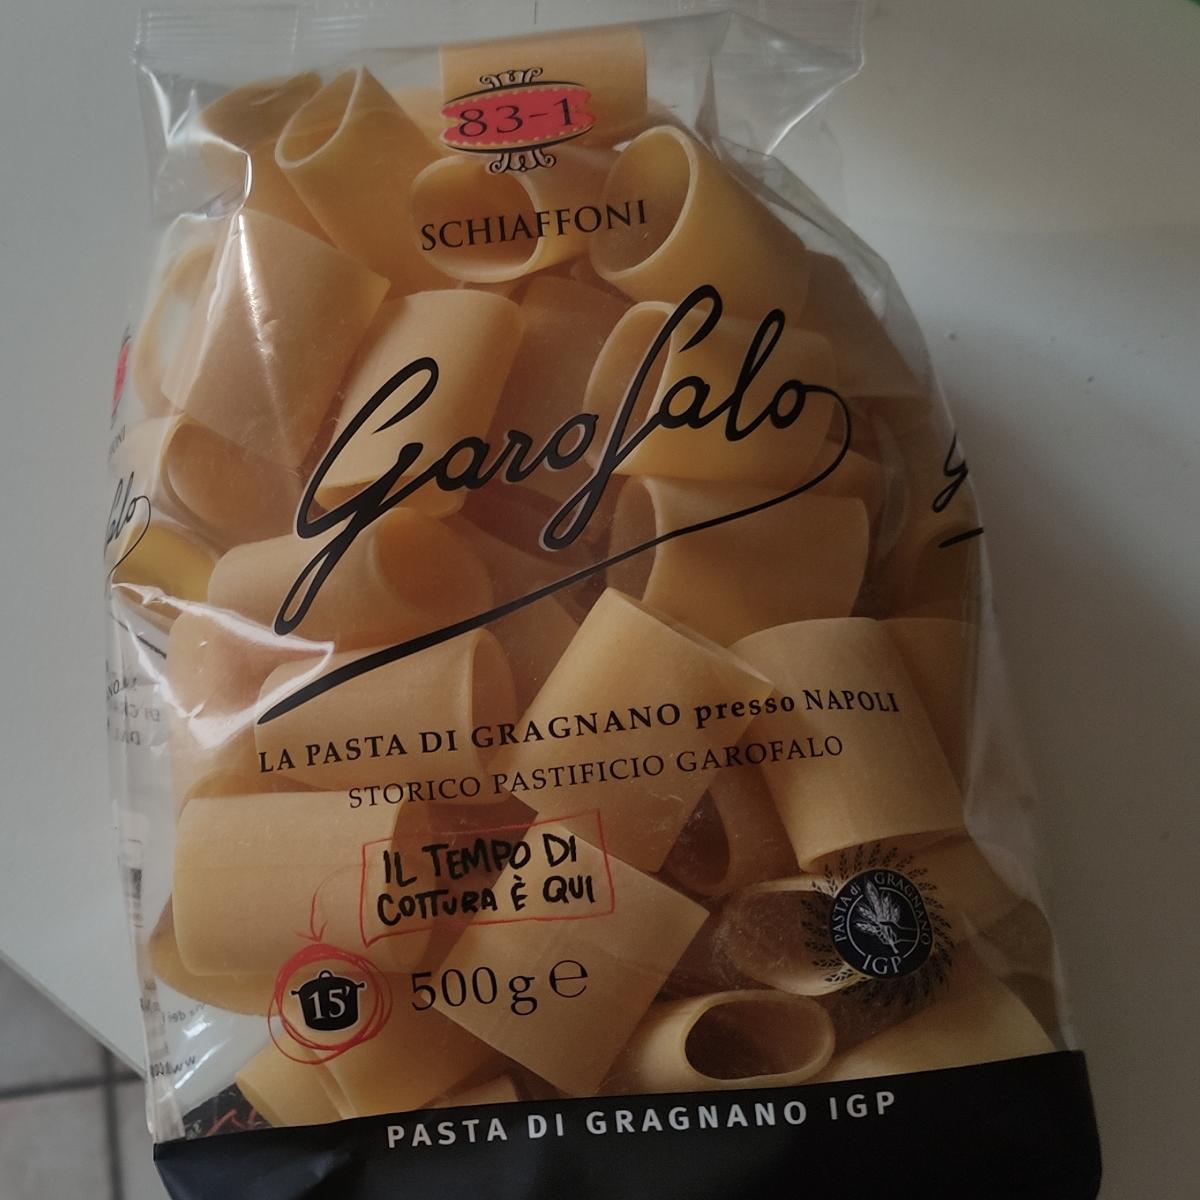 83-1
SCHIAFFONI
Garofalo
LA PASTA DI GRAGNANO presso NAPOLI
STORICO PASTIFICIO GAROFALO
IL TEMPO DI
COTTURA È QUI
15'
500 g e
PASTA di GRAGNANO
IGP
PASTA DI GRAGNANO IGP